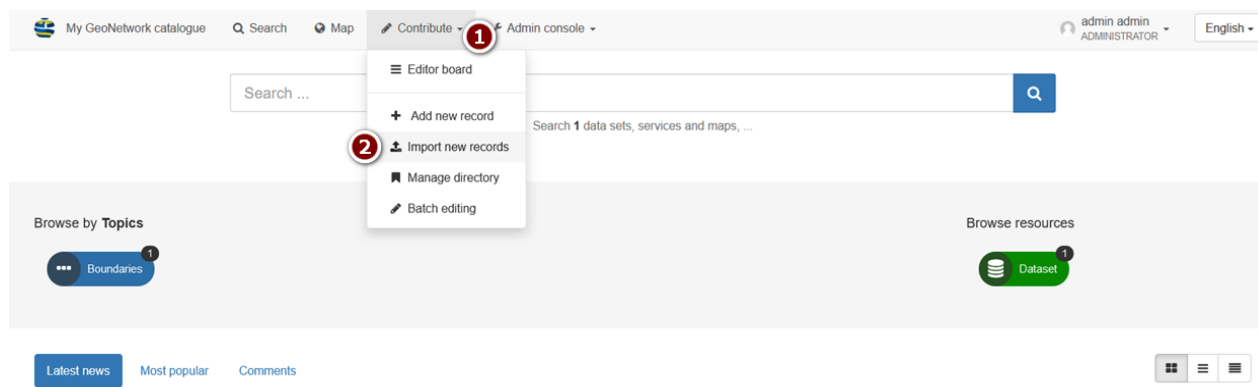 My GeoNetwork catalogue Search Map Contribute Admin console admin admin ADMINISTRATOR English
1
Editor board
Search ...
Add new record
Search 1 data sets, services and maps, ...
2 Import new records
Manage directory
Batch editing
Browse by Topics Browse resources
1 1
Boundaries Dataset
Latest news Most popular Comments